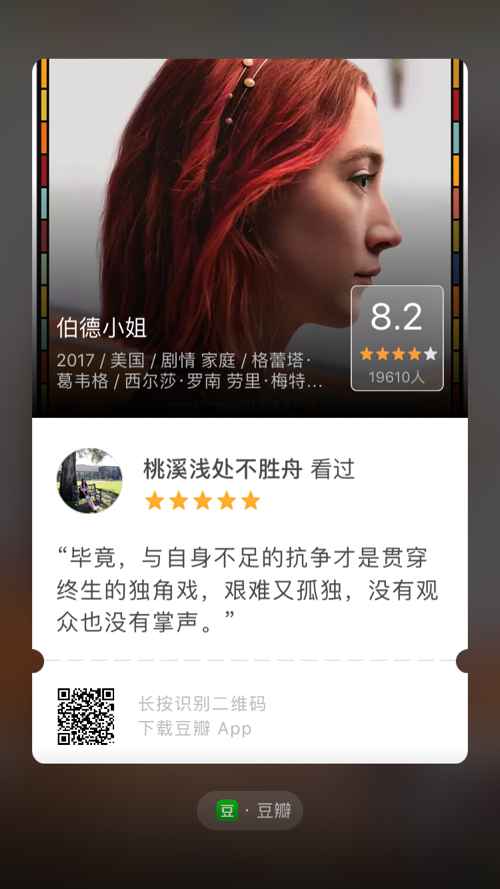 伯德小姐
2017 / 美国 / 剧情 家庭 / 格蕾塔·
葛韦格 / 西尔莎·罗南 劳里·梅特...
8.2
19610人
桃溪浅处不胜舟 看过
“毕竟，与自身不足的抗争才是贯穿
终生的独角戏，艰难又孤独，没有观
众也没有掌声。”
长按识别二维码
下载豆瓣 App
豆 · 豆瓣